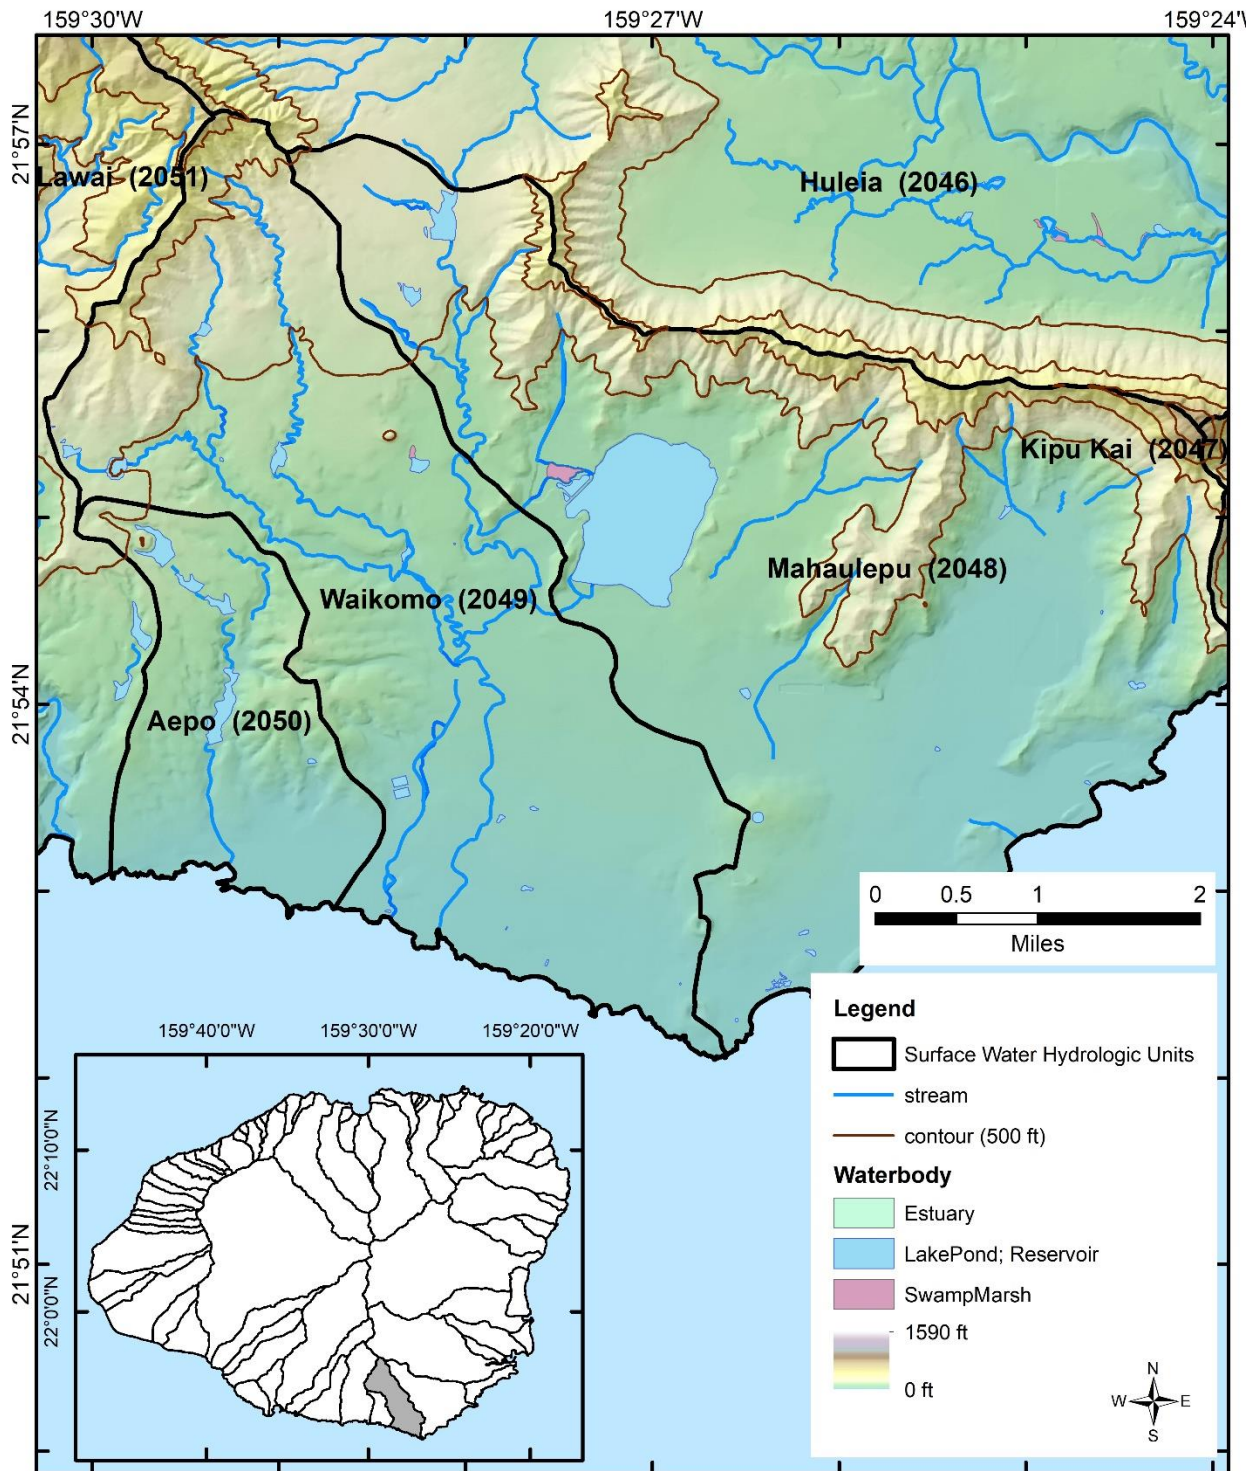 159°30'W 159°27'W
21°57'N
Lawai (2051)
Huleia (2046)
Kipu Kai (2047)
Mahaulepu (2048)
Waikomo (2049)
21°54'N
Aepo (2050)
0 0.5 1 2
Miles
Legend
Surface Water Hydrologic Units
stream
contour (500 ft)
Waterbody
Estuary
LakePond; Reservoir
SwampMarsh
1590 ft
0 ft
N
W E
S
159°40'0"W 159°30'0"W 159°20'0"W
22°10'0"N
21°51'N
22°0'0"N